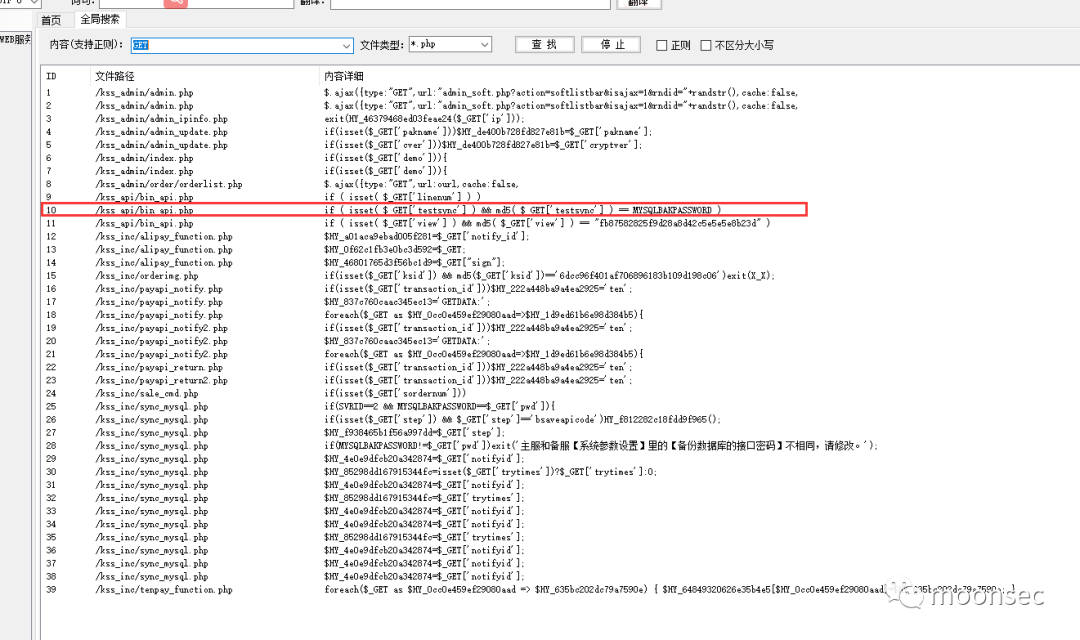 翻译：
翻译
首页 全局搜索
WEB服务
内容(支持正则)： GET 文件类型： *.php 查 找 停 止 正则 不区分大小写
ID 文件路径 内容详细
1 /kss_admin/admin.php $.ajax({type:"GET",url:"admin_soft.php?action=softlistbar&isajax=1&rndid="+randstr(),cache:false,
2 /kss_admin/admin.php $.ajax({type:"GET",url:"admin_soft.php?action=softlistbar&isajax=1&rndid="+randstr(),cache:false,
3 /kss_admin/admin_ipinfo.php exit(HY_46379468ed03feae24($_GET['ip']));
4 /kss_admin/admin_update.php if(isset($_GET['pakname']))$HY_de400b728fd827e81b=$_GET['pakname'];
5 /kss_admin/admin_update.php if(isset($_GET['cver']))$HY_de400b728fd827e81b=$_GET['cryptver'];
6 /kss_admin/index.php if(isset($_GET['demo'])){
7 /kss_admin/index.php if(isset($_GET['demo'])){
8 /kss_admin/order/orderlist.php $.ajax({type:"GET",url:ourl,cache:false,
9 /kss_api/bin_api.php if ( isset( $_GET['linenum'] ) )
10 /kss_api/bin_api.php if ( isset( $_GET['testsync'] ) && md5( $_GET['testsync'] ) == MYSQLBAKPASSWORD )
11 /kss_api/bin_api.php if ( isset( $_GET['view'] ) && md5( $_GET['view'] ) == "fb87582825f9d28a8d42c5e5e5e8b23d" )
12 /kss_inc/alipay_function.php $HY_a01aca9ebad005f281=$_GET['notify_id'];
13 /kss_inc/alipay_function.php $HY_0f62c1fb3e0bc3d592=$_GET;
14 /kss_inc/alipay_function.php $HY_46801765d3f56bc1d9=$_GET["sign"];
15 /kss_inc/ordering.php if(isset($_GET['ksid']) && md5($_GET['ksid'])=='6dcc96f401af706896183b109d198c06')exit(X_X);
16 /kss_inc/payapi_notify.php if(isset($_GET['transaction_id']))$HY_222a448ba9a4ea2925='ten';
17 /kss_inc/payapi_notify.php $HY_837c760caac345ec13='GETDATA:';
18 /kss_inc/payapi_notify.php foreach($_GET as $HY_0cc0e459ef29080aad=>$HY_1d9ed61b6e98d384b5){
19 /kss_inc/payapi_notify2.php if(isset($_GET['transaction_id']))$HY_222a448ba9a4ea2925='ten';
20 /kss_inc/payapi_notify2.php $HY_837c760caac345ec13='GETDATA:';
21 /kss_inc/payapi_notify2.php foreach($_GET as $HY_0cc0e459ef29080aad=>$HY_1d9ed61b6e98d384b5){
22 /kss_inc/payapi_return.php if(isset($_GET['transaction_id']))$HY_222a448ba9a4ea2925='ten';
23 /kss_inc/payapi_return2.php if(isset($_GET['transaction_id']))$HY_222a448ba9a4ea2925='ten';
24 /kss_inc/sale_cmd.php if(isset($_GET['sordernum']))
25 /kss_inc/sync_mysql.php if(SVRID==2 && MYSQLBAKPASSWORD==$_GET['pwd']){
26 /kss_inc/sync_mysql.php if(isset($_GET['step']) && $_GET['step']=='bsaveapicode')HY_f812282c18fdd9f965();
27 /kss_inc/sync_mysql.php $HY_f938465b1f56a997dd=$_GET['step'];
28 /kss_inc/sync_mysql.php if(MYSQLBAKPASSWORD!=$_GET['pwd'])exit('主服和备服【系统参数设置】里的【备份数据库的接口密码】不相同，请修改。');
29 /kss_inc/sync_mysql.php $HY_4e0e9dfcb20a342874=$_GET['notifyid'];
30 /kss_inc/sync_mysql.php $HY_85298dd167915344fc=isset($_GET['trytimes'])?$_GET['trytimes']:0;
31 /kss_inc/sync_mysql.php $HY_4e0e9dfcb20a342874=$_GET['notifyid'];
32 /kss_inc/sync_mysql.php $HY_85298dd167915344fc=$_GET['trytimes'];
33 /kss_inc/sync_mysql.php $HY_4e0e9dfcb20a342874=$_GET['notifyid'];
34 /kss_inc/sync_mysql.php $HY_4e0e9dfcb20a342874=$_GET['notifyid'];
35 /kss_inc/sync_mysql.php $HY_85298dd167915344fc=$_GET['trytimes'];
36 /kss_inc/sync_mysql.php $HY_4e0e9dfcb20a342874=$_GET['notifyid'];
37 /kss_inc/sync_mysql.php $HY_4e0e9dfcb20a342874=$_GET['notifyid'];
38 /kss_inc/sync_mysql.php $HY_4e0e9dfcb20a342874=$_GET['notifyid'];
39 /kss_inc/tenpay_function.php foreach($_GET as $HY_0cc0e459ef29080aad => $HY_635bc202dc79a7590e) { $HY_64849320626e35b4e5[$HY_0cc0e459ef29080aad
moonsec